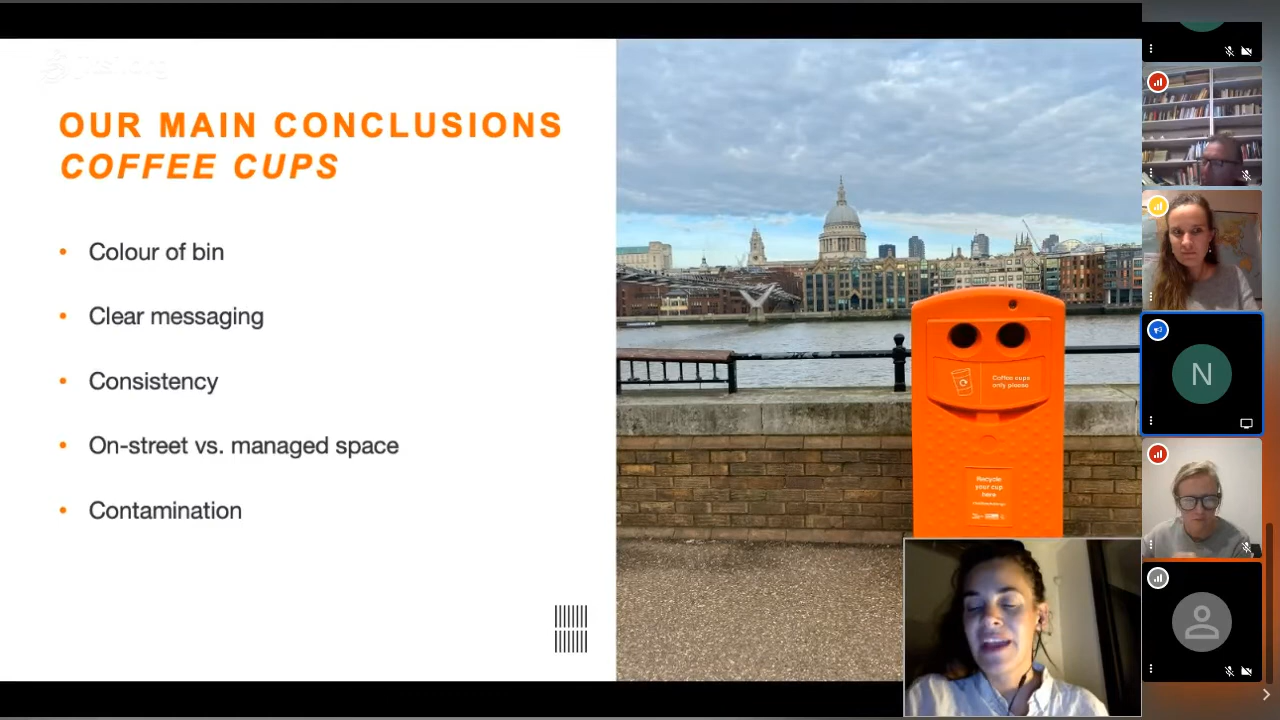 OUR MAIN CONCLUSIONS
COFFEE CUPS
• Colour of bin
• Clear messaging
• Consistency
• On-street vs. managed space
• Contamination
Coffee cups
only please
Recycle
your cup
here
N